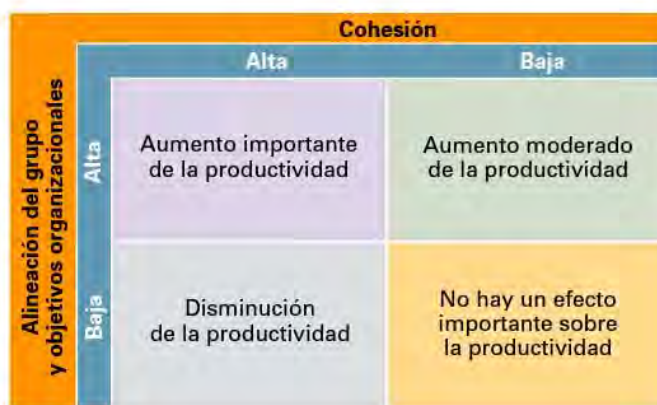 Cohesión
Alta
Baja
Alineación del grupo
y objetivos organizacionales
Alta
Aumento importante
de la productividad
Aumento moderado
de la productividad
Baja
Disminución
de la productividad
No hay un efecto
importante sobre
la productividad